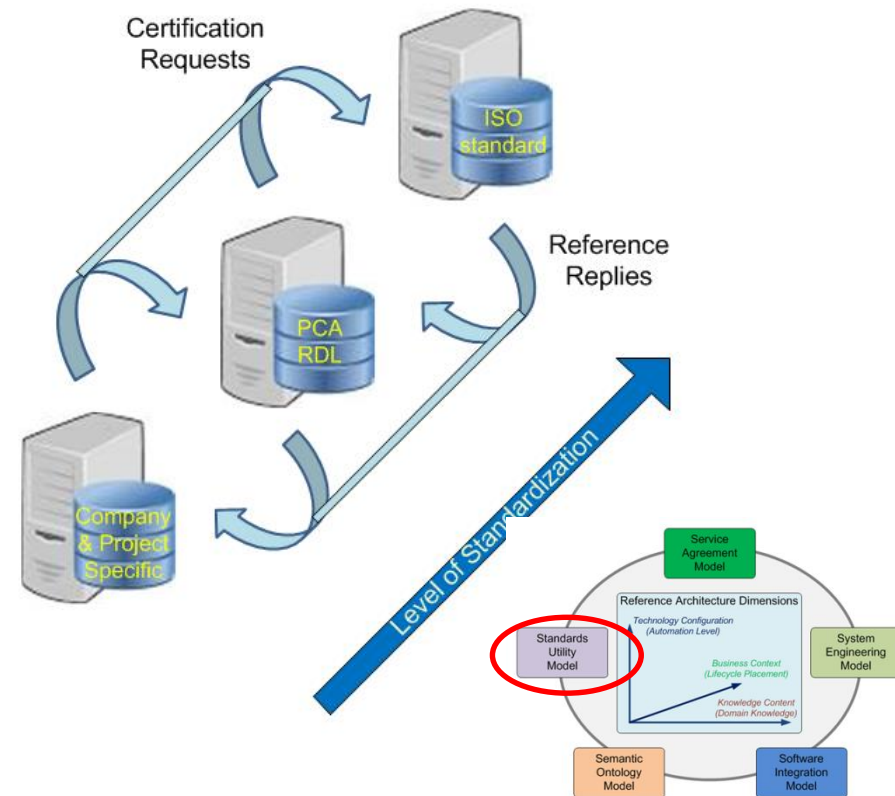 Certification
Requests
ISO
standard
Reference
Replies
PCA
RDL
Company
& Project
Specific
Level of Standardization
Service
Agreement
Model
Reference Architecture Dimensions
Technology Configuration
(Automation Level)
Standards
Utility
Model
System
Engineering
Model
Business Context
(Lifecycle Placement)
Knowledge Content
(Domain Knowledge)
Semantic
Ontology
Model
Software
Integration
Model